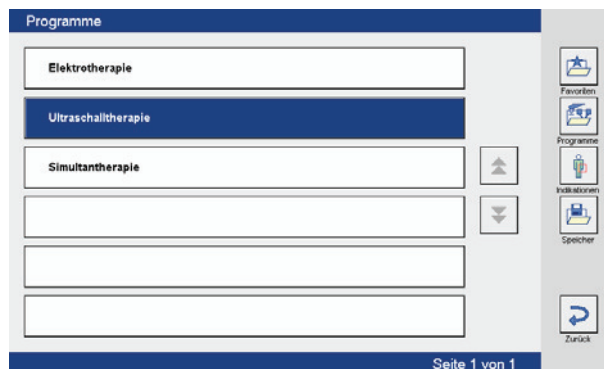 Programme
Elektrotherapie
Ultraschalltherapie
Simultantherapie
Favoriten
Programme
Indikationen
Speicher
Zurück
Seite 1 von 1